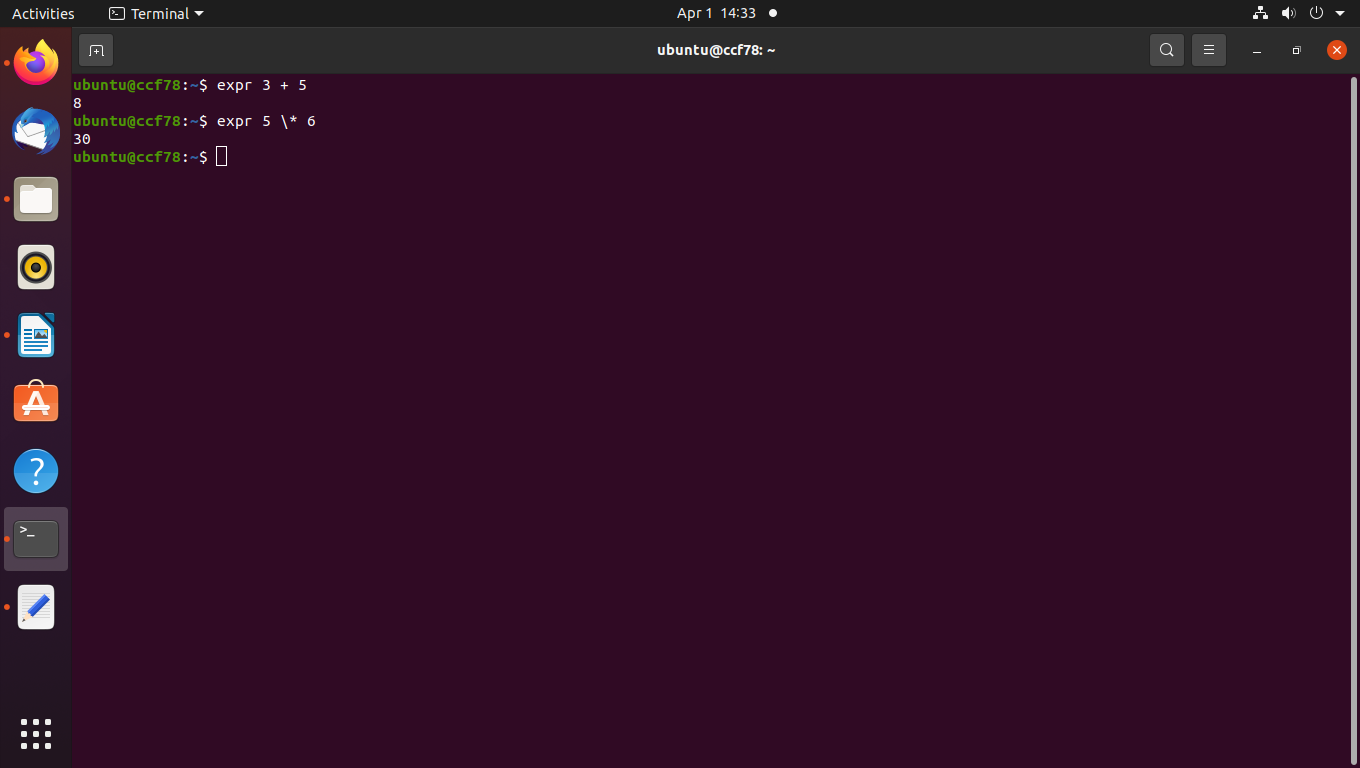 Activities
Terminal
Apr 1 14:33
ubuntu@ccf78: ~
ubuntu@ccf78:~$ expr 3 + 5
8
ubuntu@ccf78:~$ expr 5 \* 6
30
ubuntu@ccf78:~$